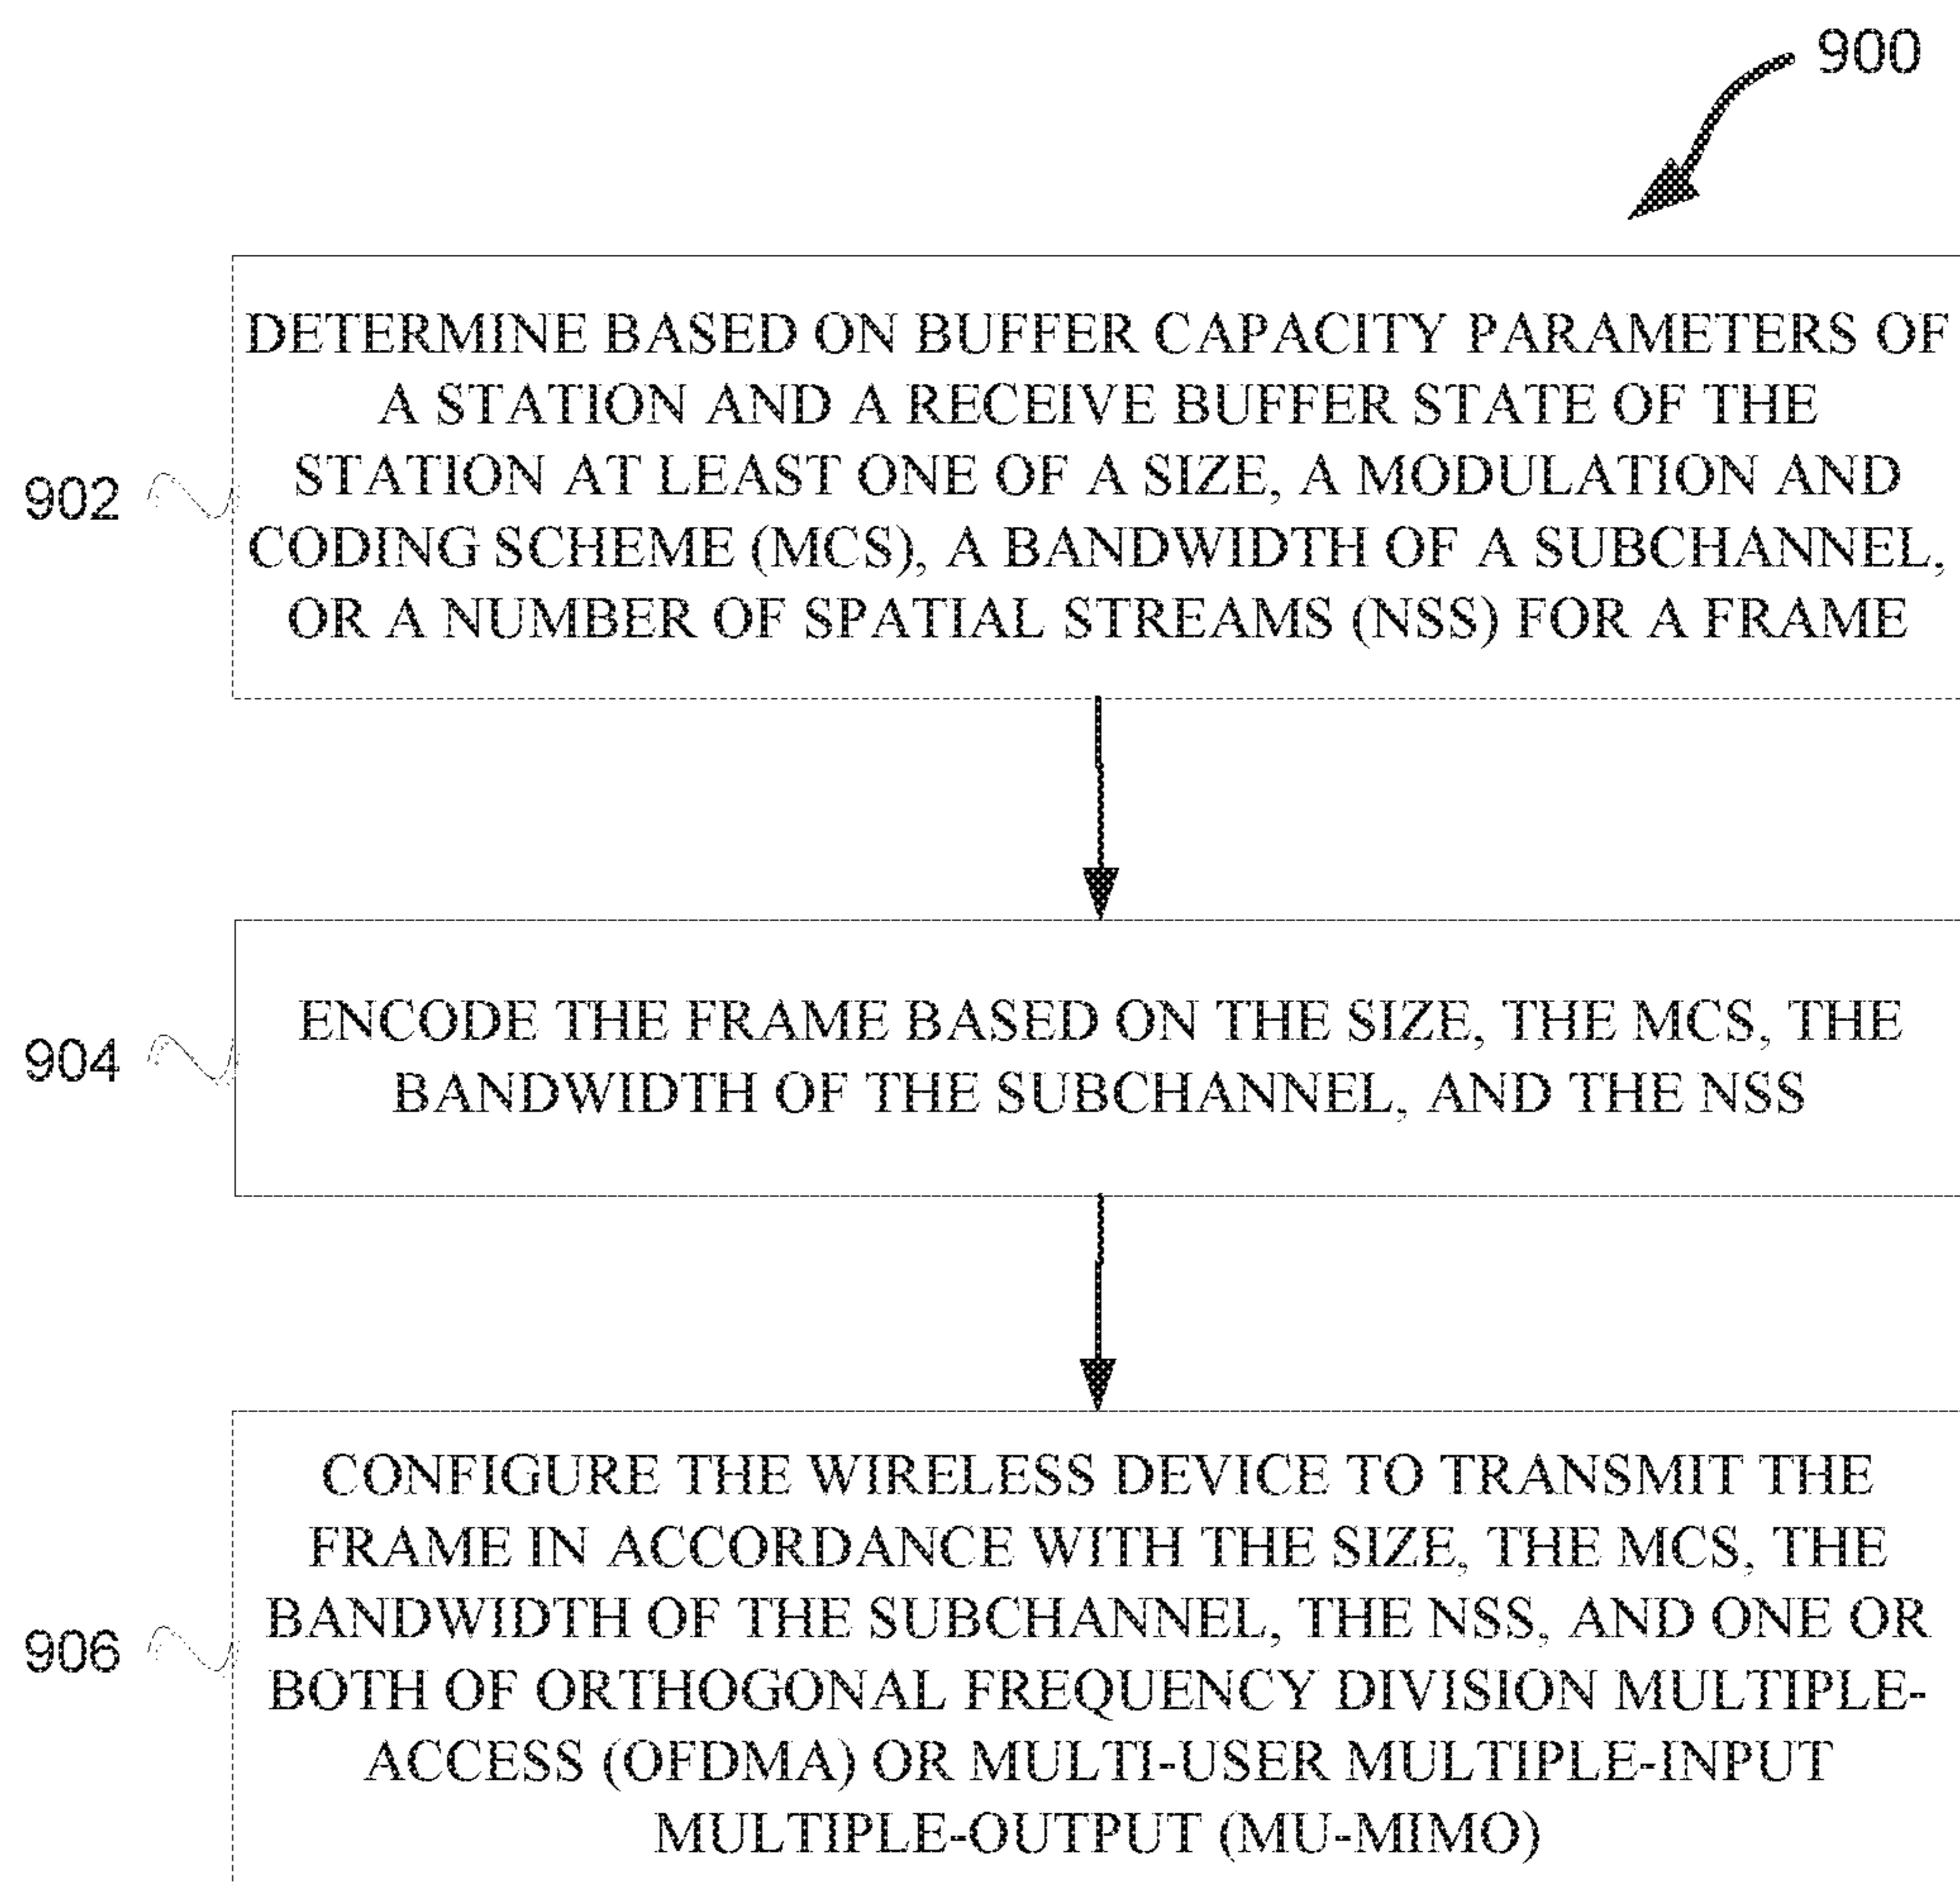 900
902
DETERMINE BASED ON BUFFER CAPACITY PARAMETERS OF
A STATION AND A RECEIVE BUFFER STATE OF THE
STATION AT LEAST ONE OF A SIZE, A MODULATION AND
CODING SCHEME (MCS), A BANDWIDTH OF A SUBCHANNEL,
OR A NUMBER OF SPATIAL STREAMS (NSS) FOR A FRAME
904
ENCODE THE FRAME BASED ON THE SIZE, THE MCS, THE
BANDWIDTH OF THE SUBCHANNEL, AND THE NSS
906
CONFIGURE THE WIRELESS DEVICE TO TRANSMIT THE
FRAME IN ACCORDANCE WITH THE SIZE, THE MCS, THE
BANDWIDTH OF THE SUBCHANNEL, THE NSS, AND ONE OR
BOTH OF ORTHOGONAL FREQUENCY DIVISION MULTIPLE-
ACCESS (OFDMA) OR MULTI-USER MULTIPLE-INPUT
MULTIPLE-OUTPUT (MU-MIMO)